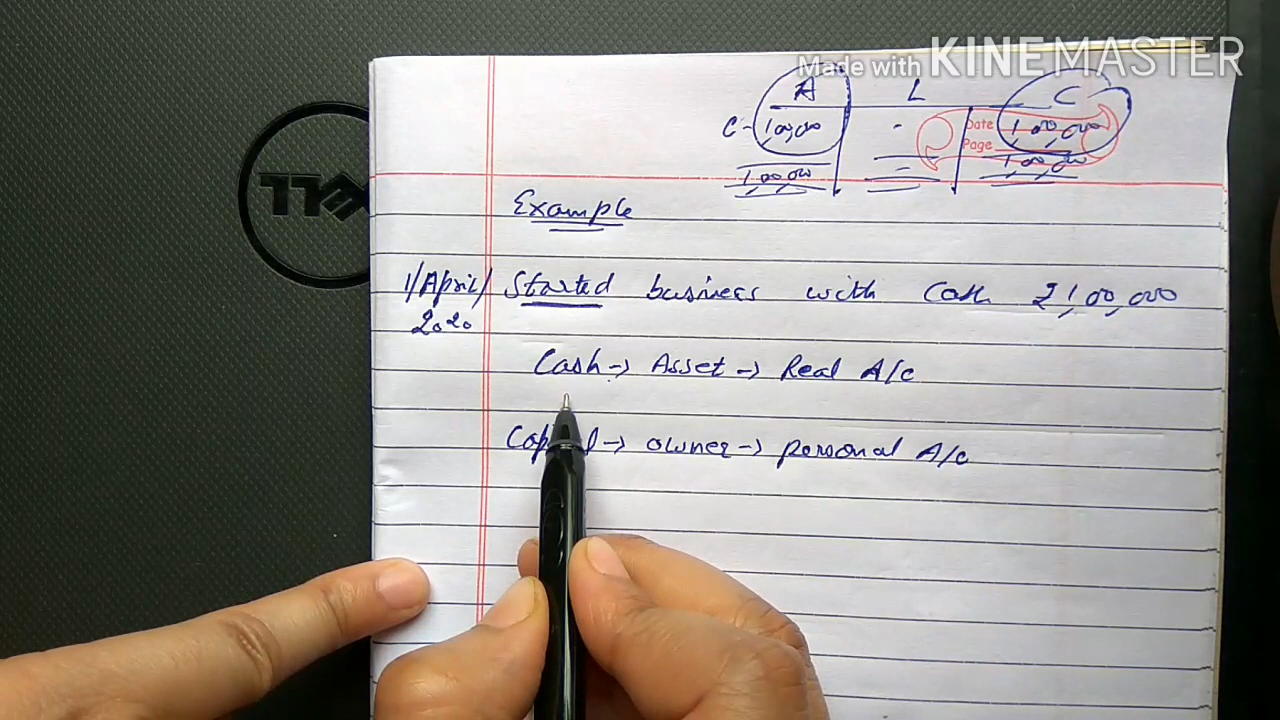 Made with KINEMASTER
A L C
C - 1,00,000 - Date 1,00,000
Page
1,00,000 - 1,00,000
Example
1/April/ Started business with Cash ₹1,00,000
2020
Cash → Asset → Real A/c
Capital → owner → personal A/c
DELL